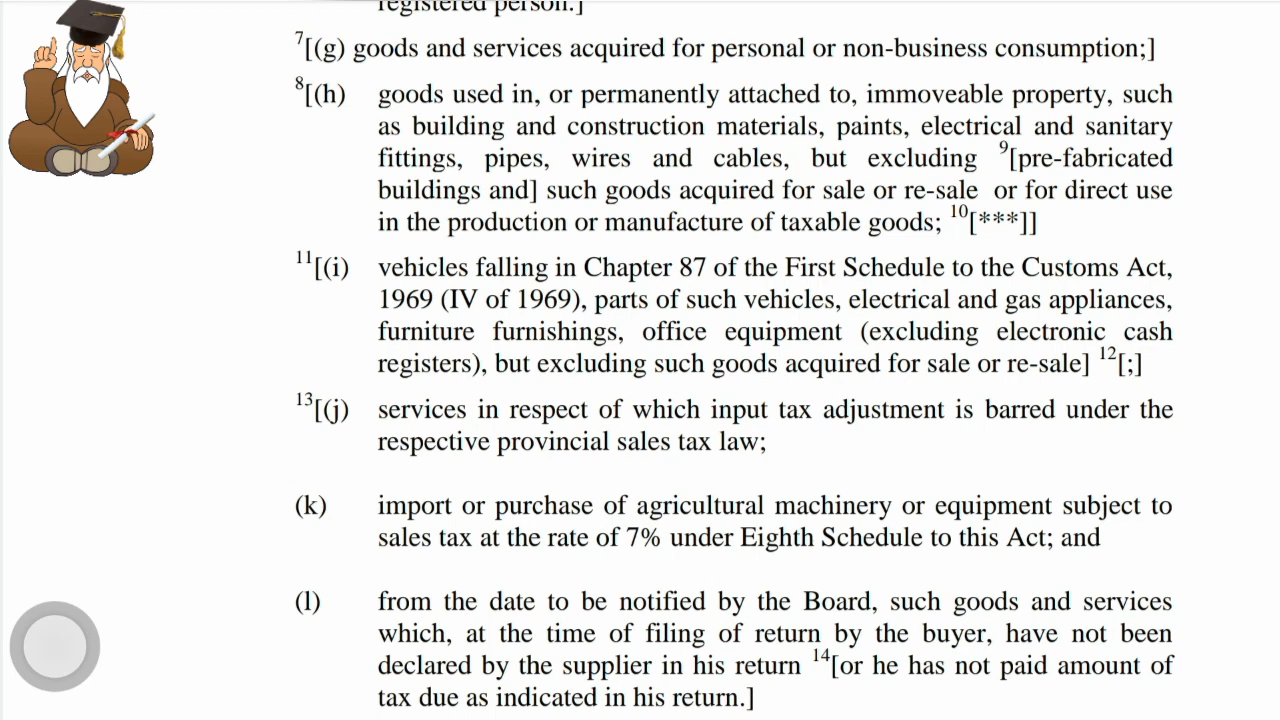 registered person.]
7[(g) goods and services acquired for personal or non-business consumption;]
8[(h) goods used in, or permanently attached to, immoveable property, such
as building and construction materials, paints, electrical and sanitary
fittings, pipes, wires and cables, but excluding 9[pre-fabricated
buildings and] such goods acquired for sale or re-sale or for direct use
in the production or manufacture of taxable goods; 10[***]]
11[(i) vehicles falling in Chapter 87 of the First Schedule to the Customs Act,
1969 (IV of 1969), parts of such vehicles, electrical and gas appliances,
furniture furnishings, office equipment (excluding electronic cash
registers), but excluding such goods acquired for sale or re-sale] 12[;]
13[(j) services in respect of which input tax adjustment is barred under the
respective provincial sales tax law;
(k) import or purchase of agricultural machinery or equipment subject to
sales tax at the rate of 7% under Eighth Schedule to this Act; and
(l) from the date to be notified by the Board, such goods and services
which, at the time of filing of return by the buyer, have not been
declared by the supplier in his return 14[or he has not paid amount of
tax due as indicated in his return.]